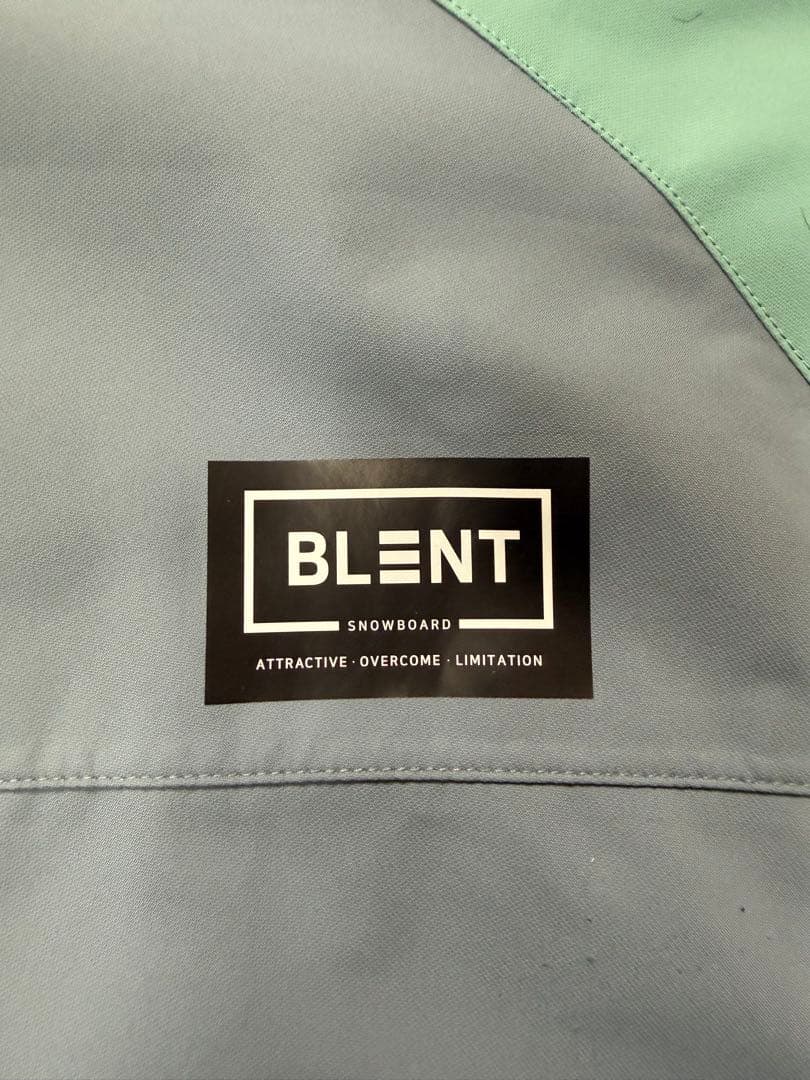 BLENT
SNOWBOARD
ATTRACTIVE · OVERCOME · LIMITATION